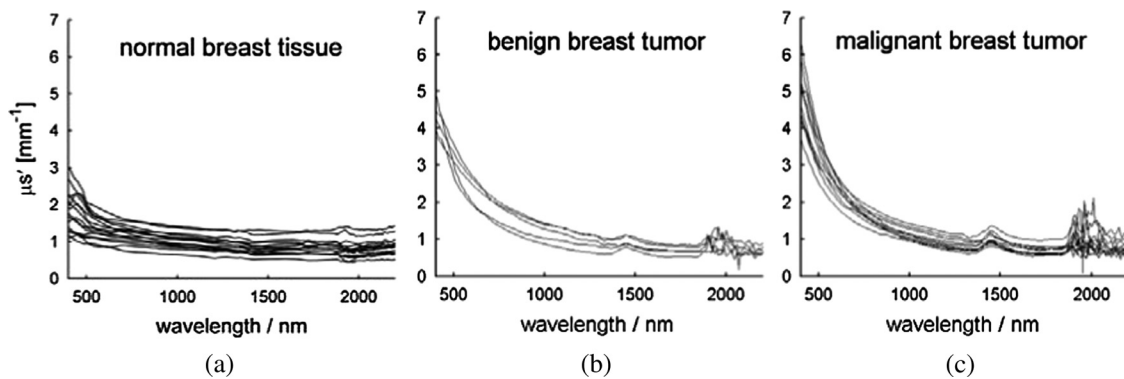 normal breast tissue
μs' [mm⁻¹]
7
6
5
4
3
2
1
0
500 1000 1500 2000
wavelength / nm
(a)
benign breast tumor
7
6
5
4
3
2
1
0
500 1000 1500 2000
wavelength / nm
(b)
malignant breast tumor
7
6
5
4
3
2
1
0
500 1000 1500 2000
wavelength / nm
(c)